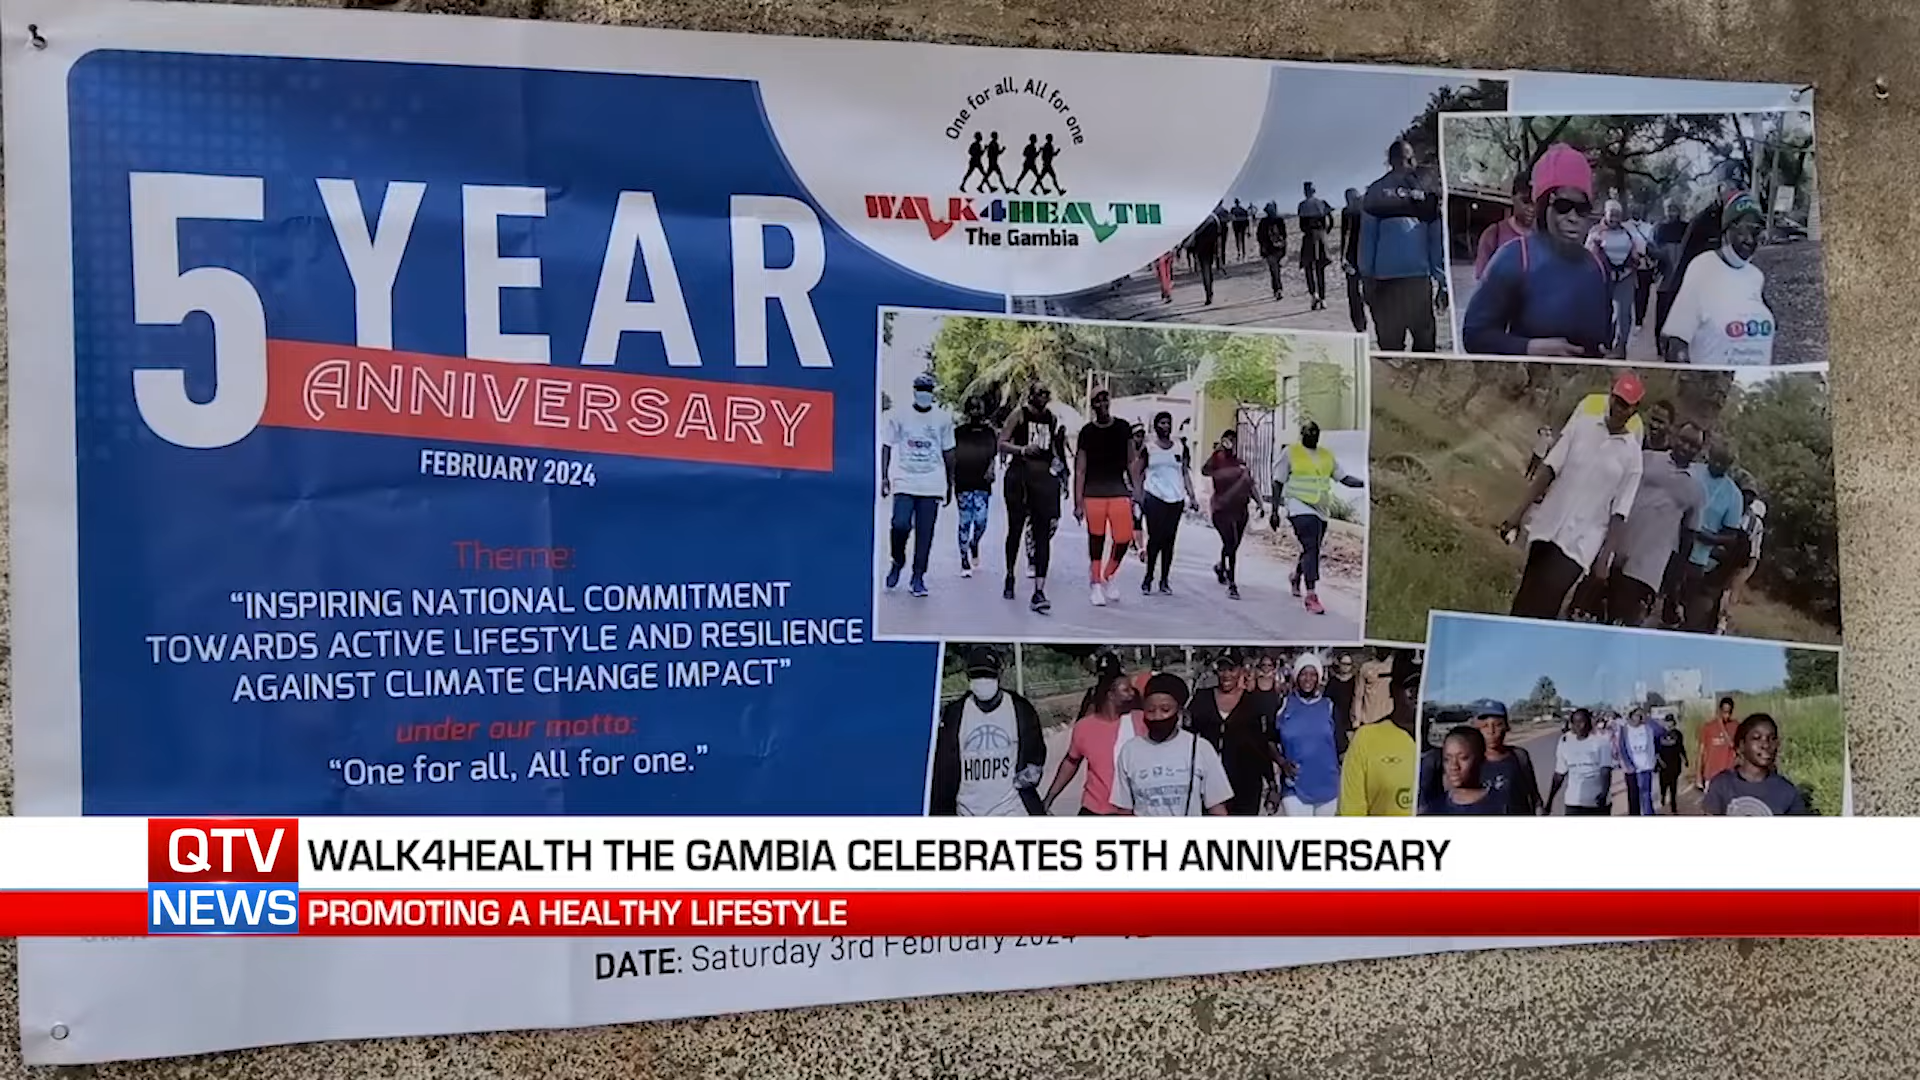 One for all, All for one
WALK4HEALTH
The Gambia
5 YEAR
ANNIVERSARY
FEBRUARY 2024
Theme:
“INSPIRING NATIONAL COMMITMENT
TOWARDS ACTIVE LIFESTYLE AND RESILIENCE
AGAINST CLIMATE CHANGE IMPACT”
under our motto:
“One for all, All for one.”
HOOPS
QTV
NEWS
WALK4HEALTH THE GAMBIA CELEBRATES 5TH ANNIVERSARY
PROMOTING A HEALTHY LIFESTYLE
DATE: Saturday 3rd February 2024